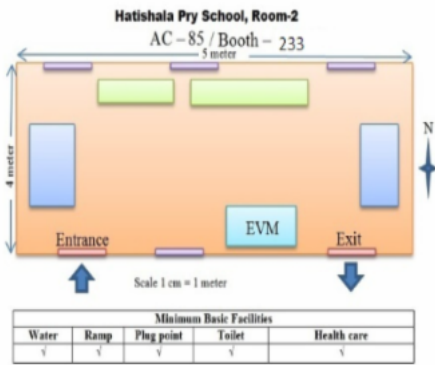 Hatishala Pry School, Room-2
AC – 85 / Booth – 233
5 meter
4 meter
N
EVM
Entrance
Exit
Scale 1 cm = 1 meter
Minimum Basic Facilities
Water Ramp Plug point Toilet Health care
√ √ √ √ √